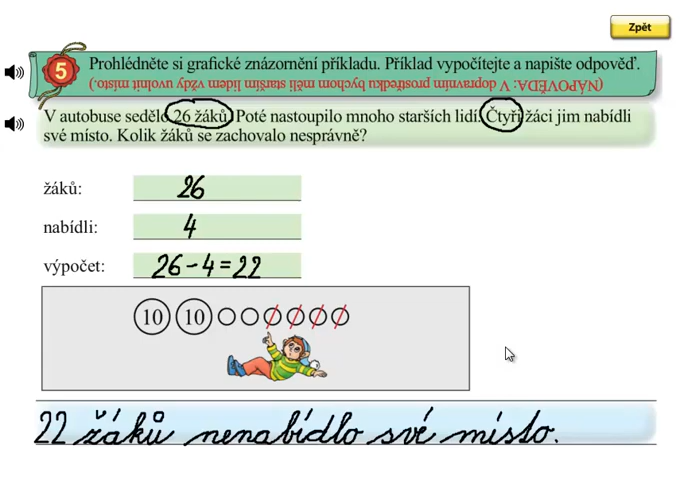 Zpět
5
Prohlédněte si grafické znázornění příkladu. Příklad vypočítejte a napište odpověď.
(NÁPOVĚDA: V dopravním prostředku bychom měli starším lidem vždy uvolnit místo.)
V autobuse sedělo 26 žáků. Poté nastoupilo mnoho starších lidí. Čtyři žáci jim nabídli
své místo. Kolik žáků se zachovalo nesprávně?
žáků: 26
nabídli: 4
výpočet: 26 - 4 = 22
10 10
22 žáků nenabídlo své místo.